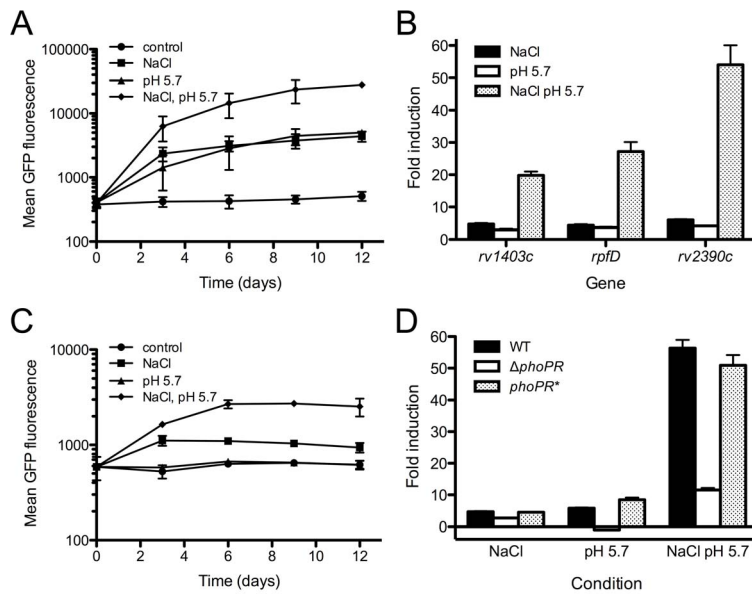 A
100000
10000
1000
100
Mean GFP fluorescence
control
NaCl
pH 5.7
NaCl, pH 5.7
0 2 4 6 8 10 12
Time (days)
B
60
50
40
30
20
10
0
Fold induction
NaCl
pH 5.7
NaCl pH 5.7
rv1403c rpfD rv2390c
Gene
C
10000
1000
100
Mean GFP fluorescence
control
NaCl
pH 5.7
NaCl, pH 5.7
0 2 4 6 8 10 12
Time (days)
D
60
50
40
30
20
10
0
Fold induction
WT
ΔphoPR
phoPR*
NaCl pH 5.7 NaCl pH 5.7
Condition